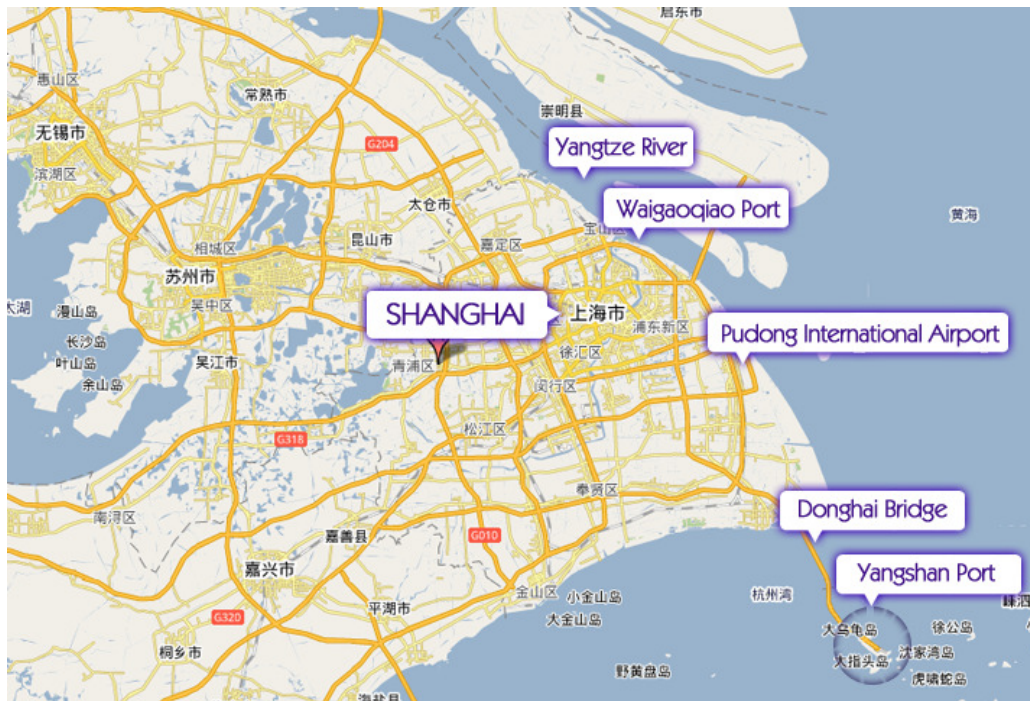 启东市
惠山区
常熟市
崇明县
无锡市
G204
Yangtze River
滨湖区
太仓市
Waigaoqiao Port
黄海
宝山区
相城区
昆山市
嘉定区
苏州市
吴中区
太湖
漫山岛
SHANGHAI
上海市
浦东新区
Pudong International Airport
长沙岛
徐汇区
叶山岛
吴江市
青浦区
余山岛
闵行区
松江区
G318
奉贤区
Donghai Bridge
南浔区
嘉善县
G010
嘉兴市
Yangshan Port
金山区
小金山岛
杭州湾
嵊泗
平湖市
G320
大金山岛
大乌龟岛
徐公岛
桐乡市
沈家湾岛
大指头岛
野黄盘岛
虎啸蛇岛
海盐县